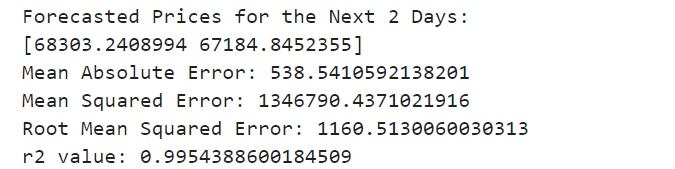 Forecasted Prices for the Next 2 Days:
[68303.2408994 67184.8452355]
Mean Absolute Error: 538.5410592138201
Mean Squared Error: 1346790.4371021916
Root Mean Squared Error: 1160.5130060030313
r2 value: 0.9954388600184509